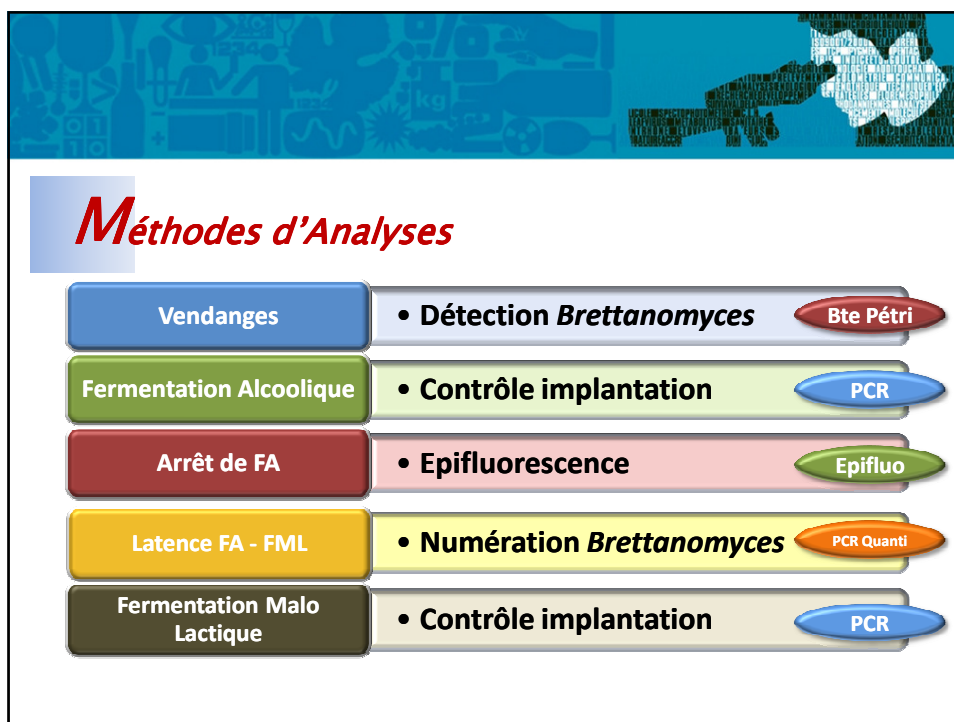 Méthodes d'Analyses
Vendanges
• Détection Brettanomyces
Bte Pétri
Fermentation Alcoolique
• Contrôle implantation
PCR
Arrêt de FA
• Epifluorescence
Epifluo
Latence FA - FML
• Numération Brettanomyces
PCR Quanti
Fermentation Malo
Lactique
• Contrôle implantation
PCR